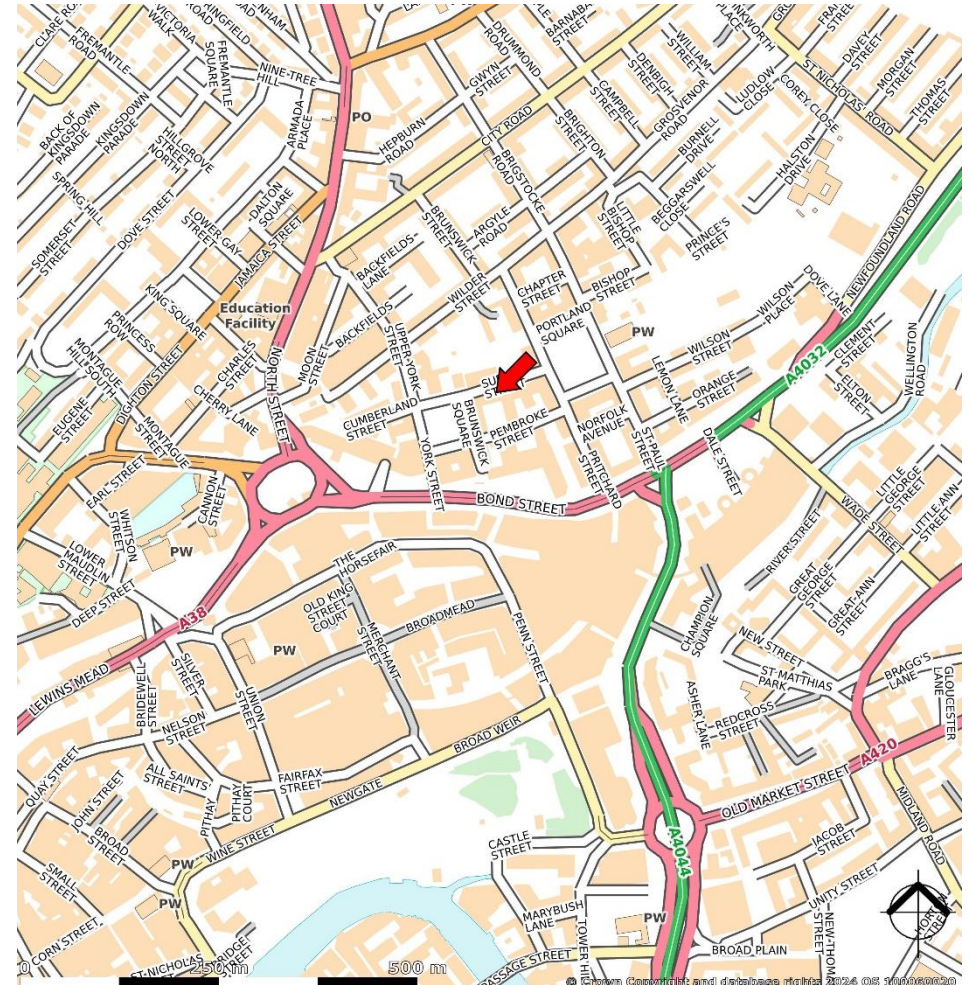 CLARE
ROAD
FREMANTLE
ROAD
VICTORIA
WALK
FREMANTLE
SQUARE
NINE-TREE
HILL
ARMADA
PLACE
PO
HEPBURN
ROAD
GWYN
STREET
DRUMMOND
ROAD
DENBIGH
STREET
WILLIAM
STREET
GROSVENOR
ROAD
CAMPBELL
STREET
BRIGHTON
STREET
CITY ROAD
LUDLOW
CLOSE
COREY CLOSE
ST-NICHOLAS ROAD
DAVEY
STREET
MORGAN
STREET
THOMAS
STREET
BACK OF
KINGSDOWN
PARADE
KINGSDOWN
PARADE
HILLGROVE
STREET
NORTH
DALTON
SQUARE
SPRING-HILL
SOMERSET
STREET
DOVE-STREET
LOWER-GAY
STREET
JAMAICA STREET
BRUNSWICK
STREET
ARGYLE
ROAD
BRIGSTOCKE
ROAD
LITTLE
BISHOP
STREET
BURNELL
DRIVE
BEGGARSWELL
CLOSE
PRINCE'S
STREET
HALSTON
DRIVE
BACKFIELDS
LANE
BACKFIELDS
WILDER
STREET
CHAPTER
STREET
BISHOP
STREET
PORTLAND
SQUARE
PW
WILSON
PLACE
DOVE LANE
NEWFOUNDLAND ROAD
KING-SQUARE
Education
Facility
PRINCESS
ROW
MONTAGUE
HILL SOUTH
EUGENE
STREET
DIGHTON STREET
CHARLES
STREET
CHERRY LANE
MOON
STREET
NORTH STREET
UPPER-YORK
STREET
CUMBERLAND
STREET
BRUNSWICK
SQUARE
PEMBROKE
STREET
NORFOLK
AVENUE
LEMON LANE
WILSON
STREET
ORANGE
STREET
A4032
CLEMENT
STREET
ELTON
STREET
WELLINGTON
ROAD
MONTAGUE
STREET
EARL STREET
CANNON
STREET
WHITSON
STREET
PW
YORK
STREET
BOND STREET
PRITCHARD
STREET
ST-PAUL
STREET
DALE STREET
WADE STREET
LITTLE
GEORGE
STREET
LITTLE ANN
STREET
RIVER-STREET
GREAT
GEORGE
STREET
GREAT-ANN
STREET
LOWER
MAUDLIN
STREET
DEEP STREET
THE
HORSEFAIR
OLD KING
STREET
COURT
BROADMEAD
MERCHANT
STREET
PENN STREET
PW
A38
LEWINS MEAD
BRIDEWELL
STREET
SILVER
STREET
UNION
STREET
CHAMPION
SQUARE
NEW STREET
ST-MATTHIAS
PARK
BRAGG'S
LANE
GLOUCESTER
LANE
ASHER LANE
REDCROSS
STREET
A420
QUAY STREET
NELSON
STREET
ALL SAINTS'
STREET
JOHN STREET
PITHAY
PITHAY
COURT
FAIRFAX
STREET
NEWGATE
BROAD WEIR
BROAD
STREET
WINE STREET
OLD MARKET STREET
JACOB
STREET
MIDLAND ROAD
CASTLE
STREET
A4044
SMALL
STREET
PW
PW
CORN STREET
ST-NICHOLAS
MARYBUSH
LANE
TOWER HILL
PW
BROAD PLAIN
UNITY STREET
0
250 m
500 m
© Crown Copyright and database rights 2024 OS 100060020